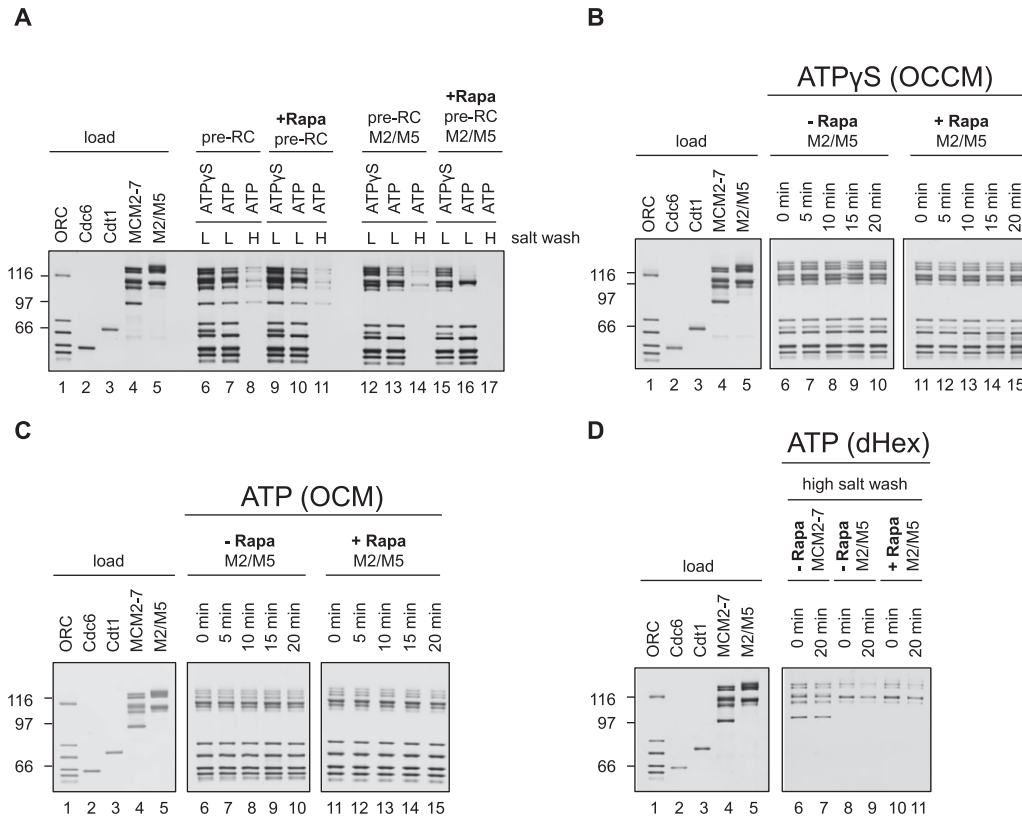 A
load
pre-RC
+Rapa
pre-RC
pre-RC
M2/M5
+Rapa
pre-RC
M2/M5
ORC Cdc6 Cdt1 MCM2-7 M2/M5 ATPγS ATP ATP ATPγS ATP ATP ATPγS ATP ATP ATPγS ATP ATP
L L H L L H L L H L L H salt wash
116
97
66
1 2 3 4 5 6 7 8 9 10 11 12 13 14 15 16 17
B
ATPγS (OCCM)
load
- Rapa
M2/M5
+ Rapa
M2/M5
ORC Cdc6 Cdt1 MCM2-7 M2/M5 0 min 5 min 10 min 15 min 20 min 0 min 5 min 10 min 15 min 20 min
116
97
66
1 2 3 4 5 6 7 8 9 10 11 12 13 14 15
C
ATP (OCM)
load
- Rapa
M2/M5
+ Rapa
M2/M5
ORC Cdc6 Cdt1 MCM2-7 M2/M5 0 min 5 min 10 min 15 min 20 min 0 min 5 min 10 min 15 min 20 min
116
97
66
1 2 3 4 5 6 7 8 9 10 11 12 13 14 15
D
ATP (dHex)
high salt wash
load
- Rapa
MCM2-7
- Rapa
M2/M5
+ Rapa
M2/M5
ORC Cdc6 Cdt1 MCM2-7 M2/M5 0 min 20 min 0 min 20 min 0 min 20 min
116
97
66
1 2 3 4 5 6 7 8 9 10 11